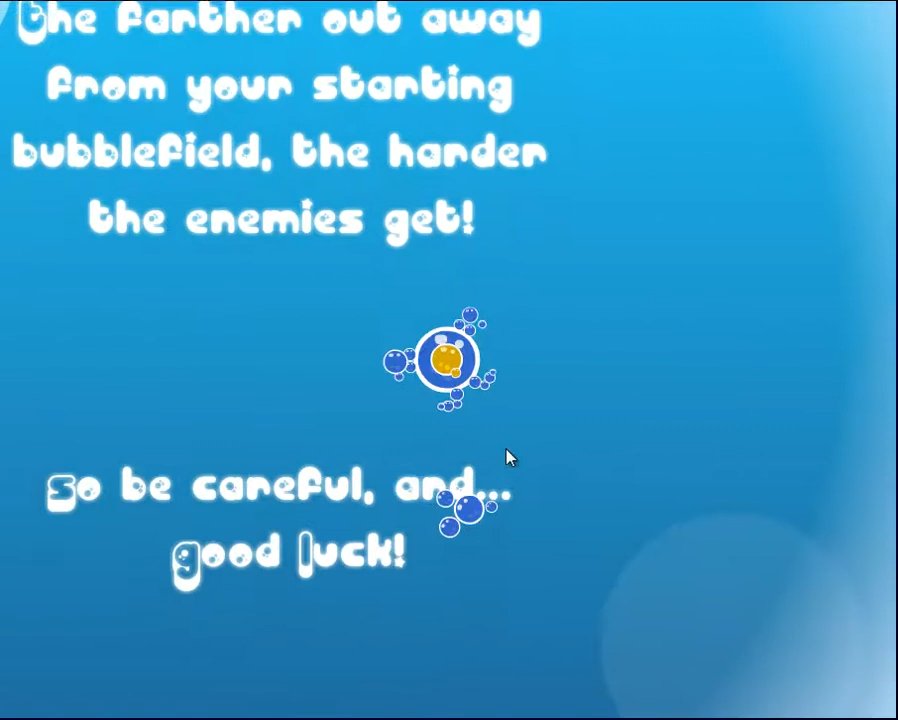 The farther out away
from your starting
bubblefield, the harder
the enemies get!
So be careful, and...
good luck!